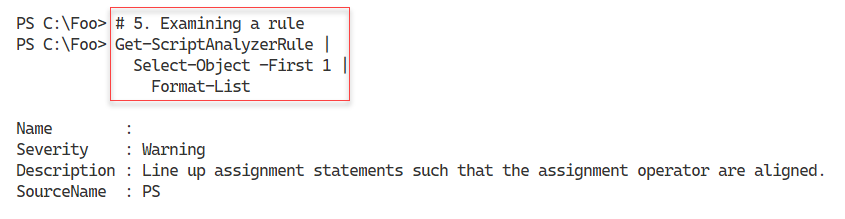 PS C:\Foo> # 5. Examining a rule
PS C:\Foo> Get-ScriptAnalyzerRule |
Select-Object -First 1 |
Format-List
Name :
Severity : Warning
Description : Line up assignment statements such that the assignment operator are aligned.
SourceName : PS